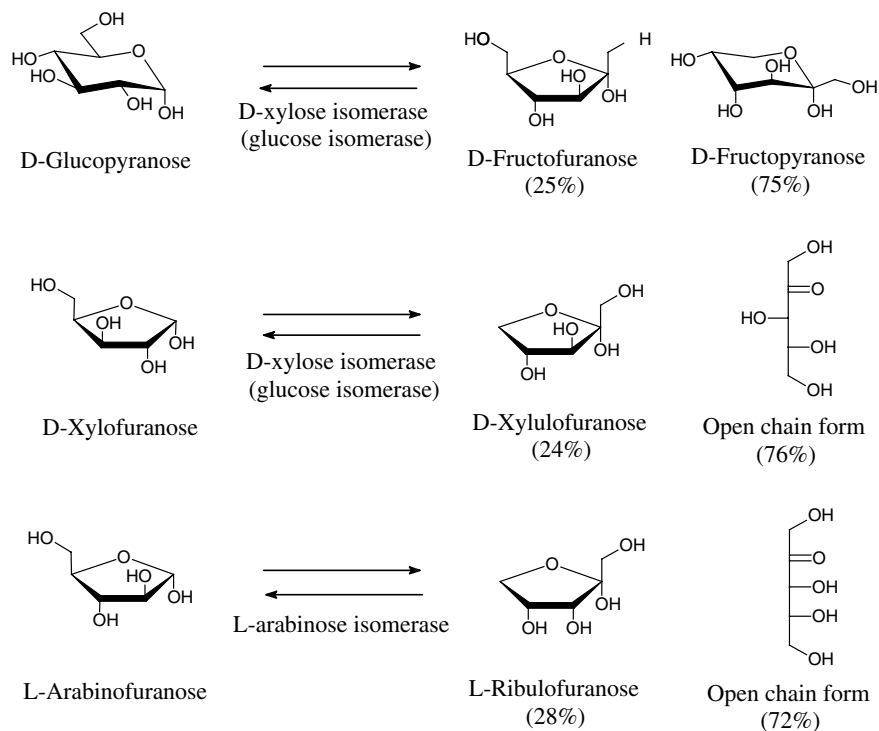 OH
HO
O
HO
HO
OH
OH
D-Glucopyranose
D-xylose isomerase
(glucose isomerase)
HO
H
O
HO
OH
OH
D-Fructofuranose
(25%)
HO
O
OH
OH
HO
OH
D-Fructopyranose
(75%)
HO
O
OH
OH
OH
D-Xylofuranose
D-xylose isomerase
(glucose isomerase)
OH
O
HO
OH
OH
D-Xylulofuranose
(24%)
OH
O
HO
OH
OH
Open chain form
(76%)
HO
O
HO
OH
OH
L-Arabinofuranose
L-arabinose isomerase
OH
O
OH
OH
OH
L-Ribulofuranose
(28%)
OH
O
OH
OH
OH
Open chain form
(72%)